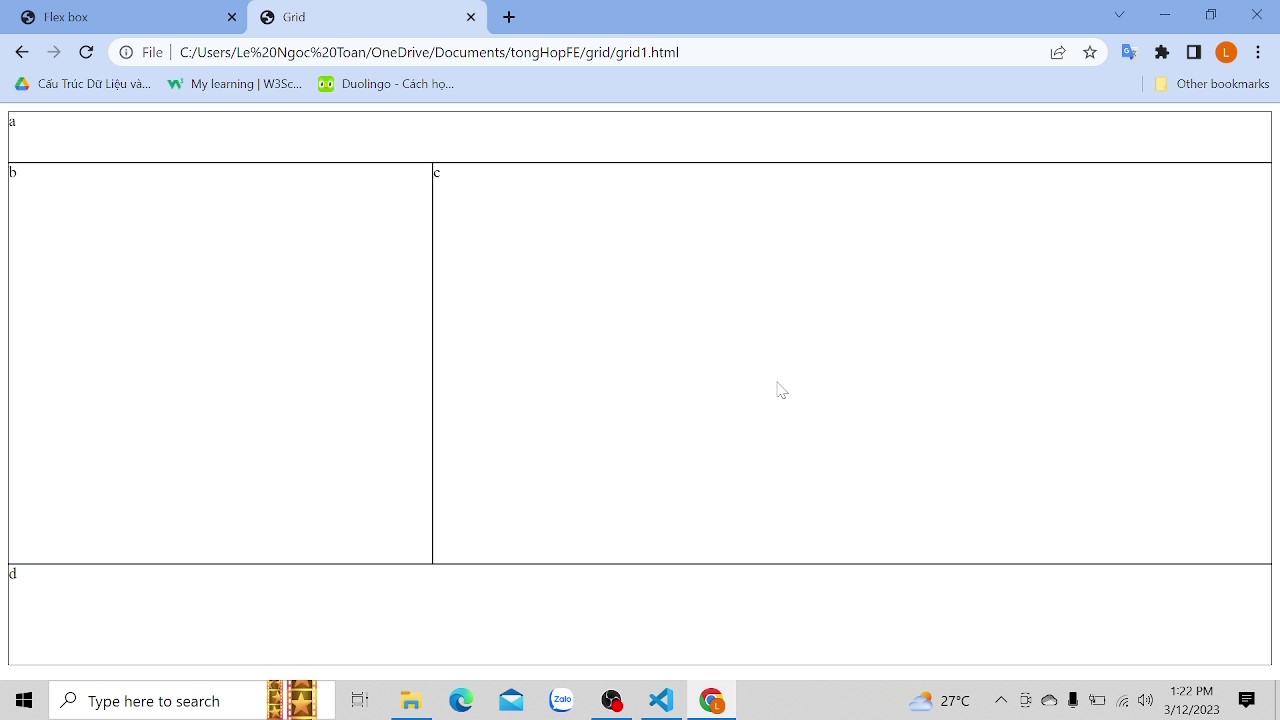 Flex box
Grid
File
C:/Users/Le%20Ngoc%20Toan/OneDrive/Documents/tongHopFE/grid/grid1.html
L
Cấu Trúc Dữ Liệu và...
My learning | W3Sc...
Duolingo - Cách họ...
Other bookmarks
a
b
c
d
Type here to search
Zalo
L
27°C
1:22 PM
3/12/2023